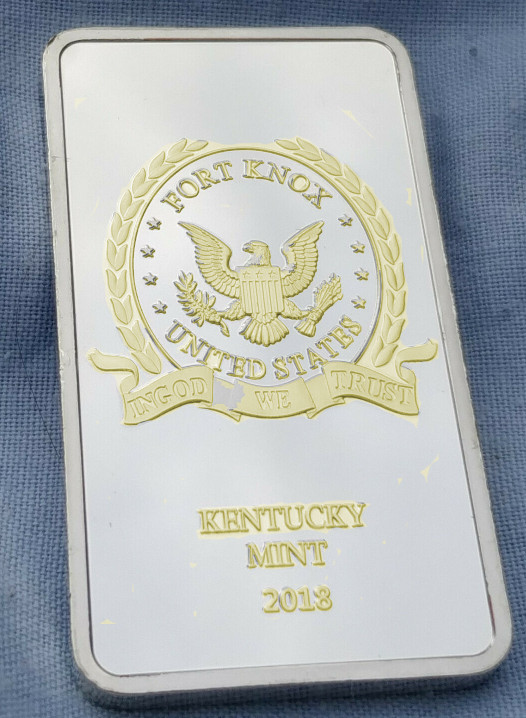 FORT KNOX
UNITED STATES
IN GOD WE TRUST
KENTUCKY
MINT
2018